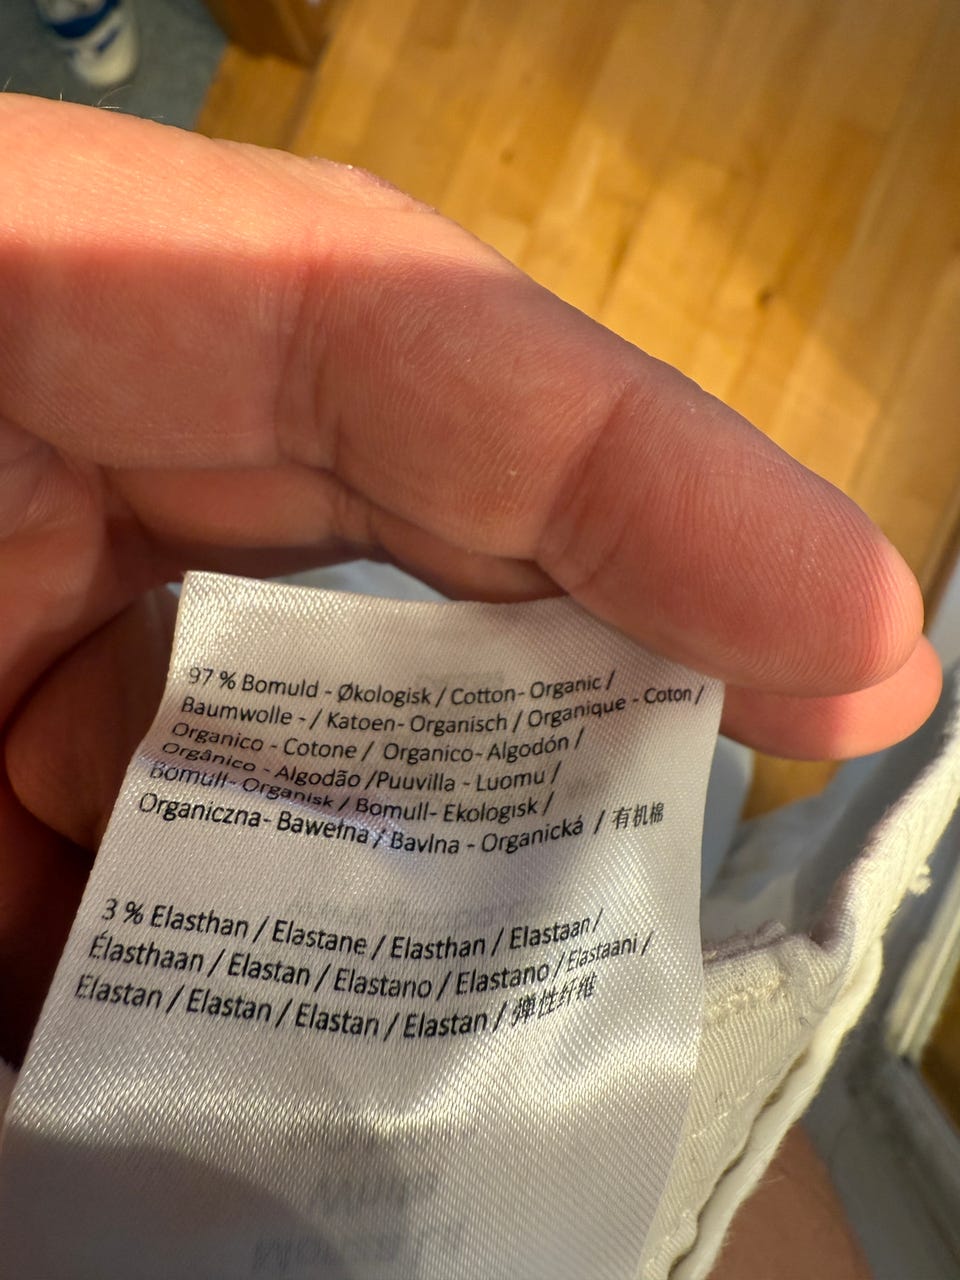 97 % Bomuld - Økologisk / Cotton- Organic /
Baumwolle - / Katoen- Organisch / Organique - Coton /
Organico - Cotone / Organico- Algodón /
Orgânico - Algodão /Puuvilla - Luomu /
Bomull- Organisk / Bomull- Ekologisk /
Organiczna- Bawełna / Bavlna - Organická / 有机棉
3 % Elasthan / Elastane / Elasthan / Elastaan/
Élasthaan / Elastan / Elastano / Elastano / Elastaani /
Elastan / Elastan / Elastan / Elastan / 弹性纤维